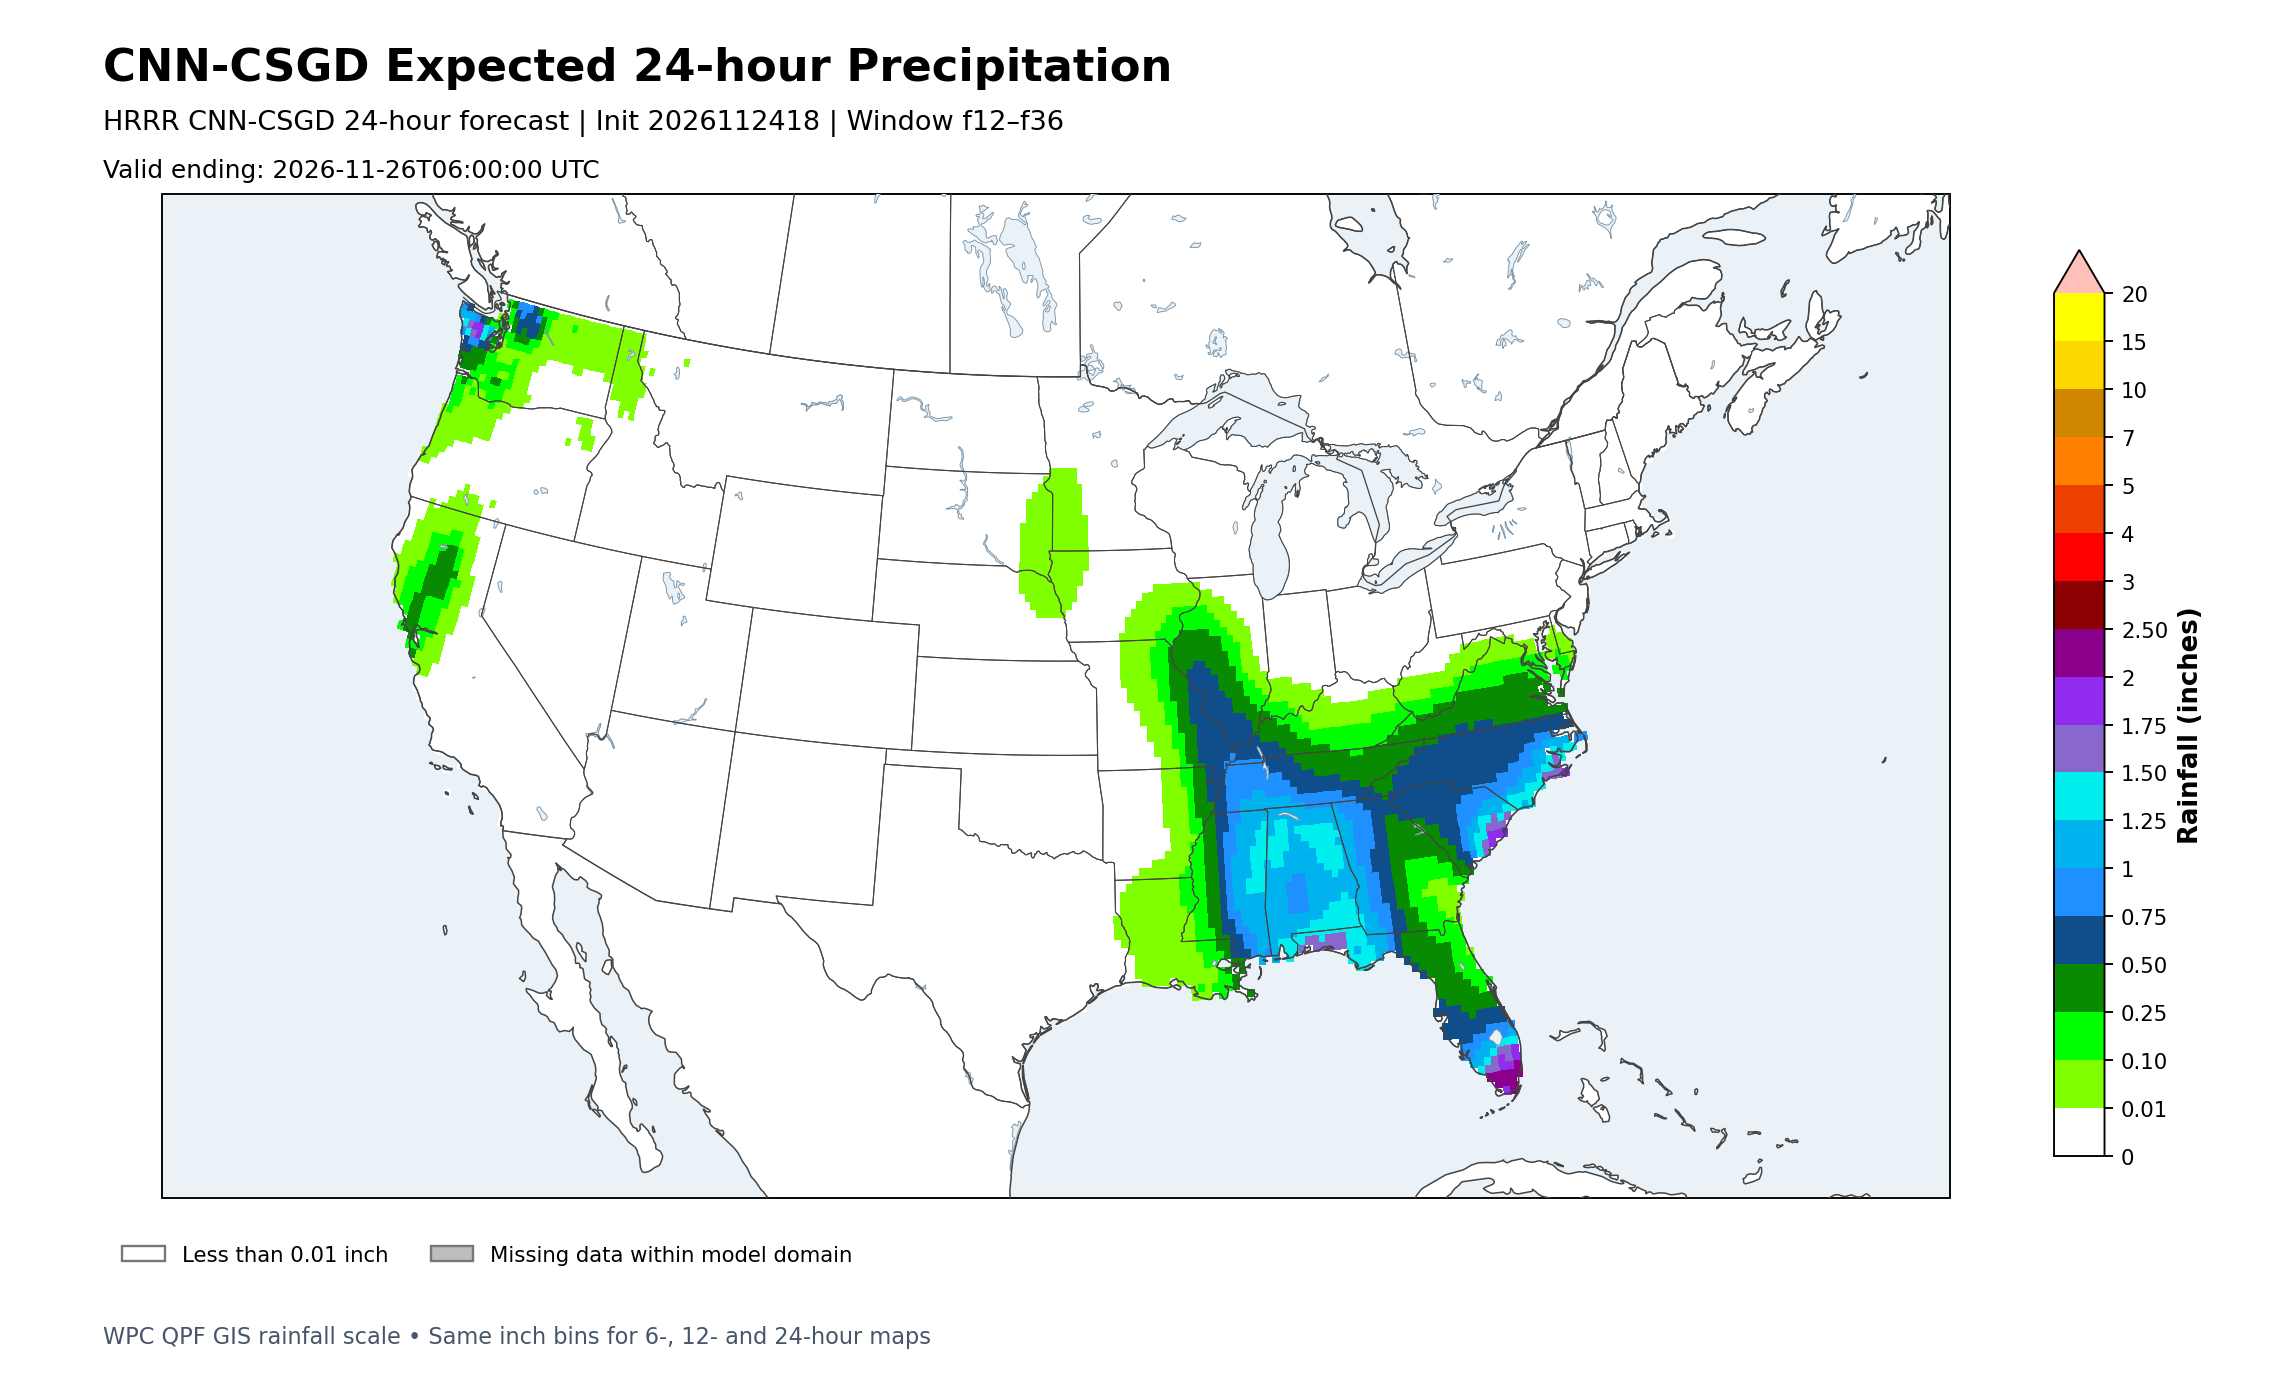 CNN-CSGD Expected 24-hour Precipitation
HRRR CNN-CSGD 24-hour forecast | Init 2026112418 | Window f12–f36
Valid ending: 2026-11-26T06:00:00 UTC
20
15
10
7
5
4
3
2.50
2
1.75
1.50
1.25
1
0.75
0.50
0.25
0.10
0.01
0
Rainfall (inches)
Less than 0.01 inch
Missing data within model domain
WPC QPF GIS rainfall scale • Same inch bins for 6-, 12- and 24-hour maps